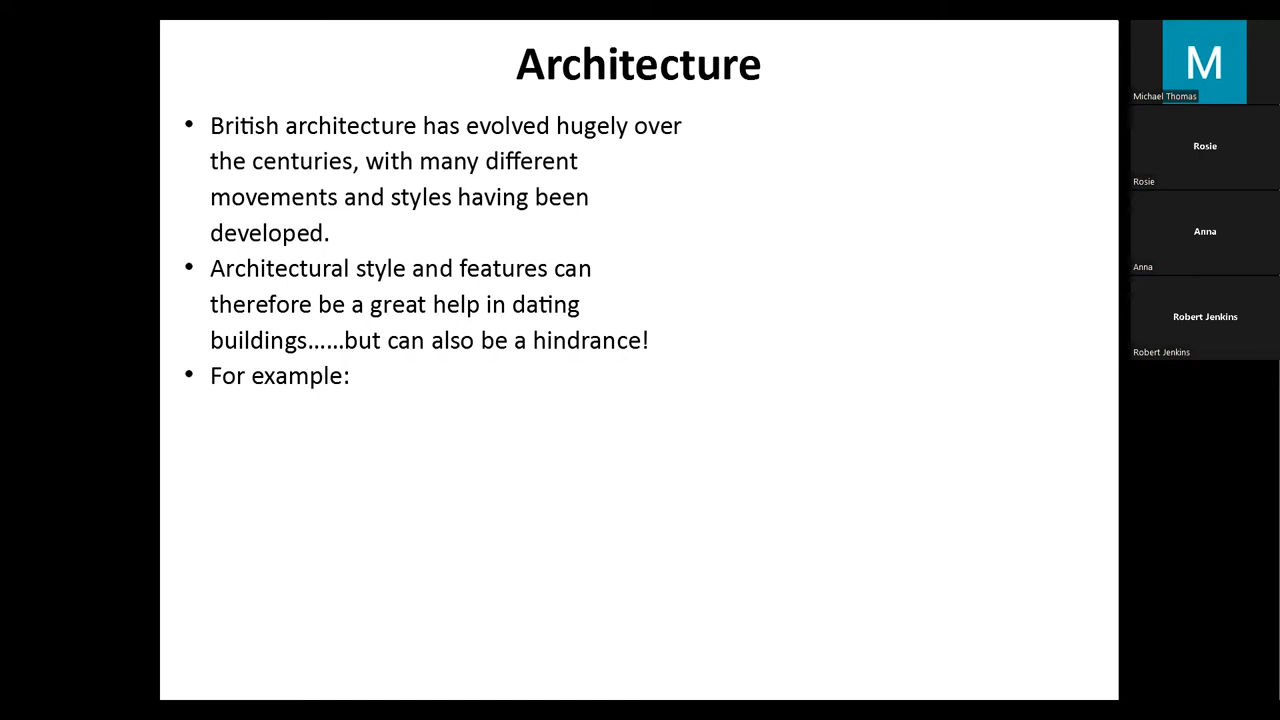 Architecture
• British architecture has evolved hugely over
the centuries, with many different
movements and styles having been
developed.
• Architectural style and features can
therefore be a great help in dating
buildings……but can also be a hindrance!
• For example:
M
Michael Thomas
Rosie
Rosie
Anna
Anna
Robert Jenkins
Robert Jenkins